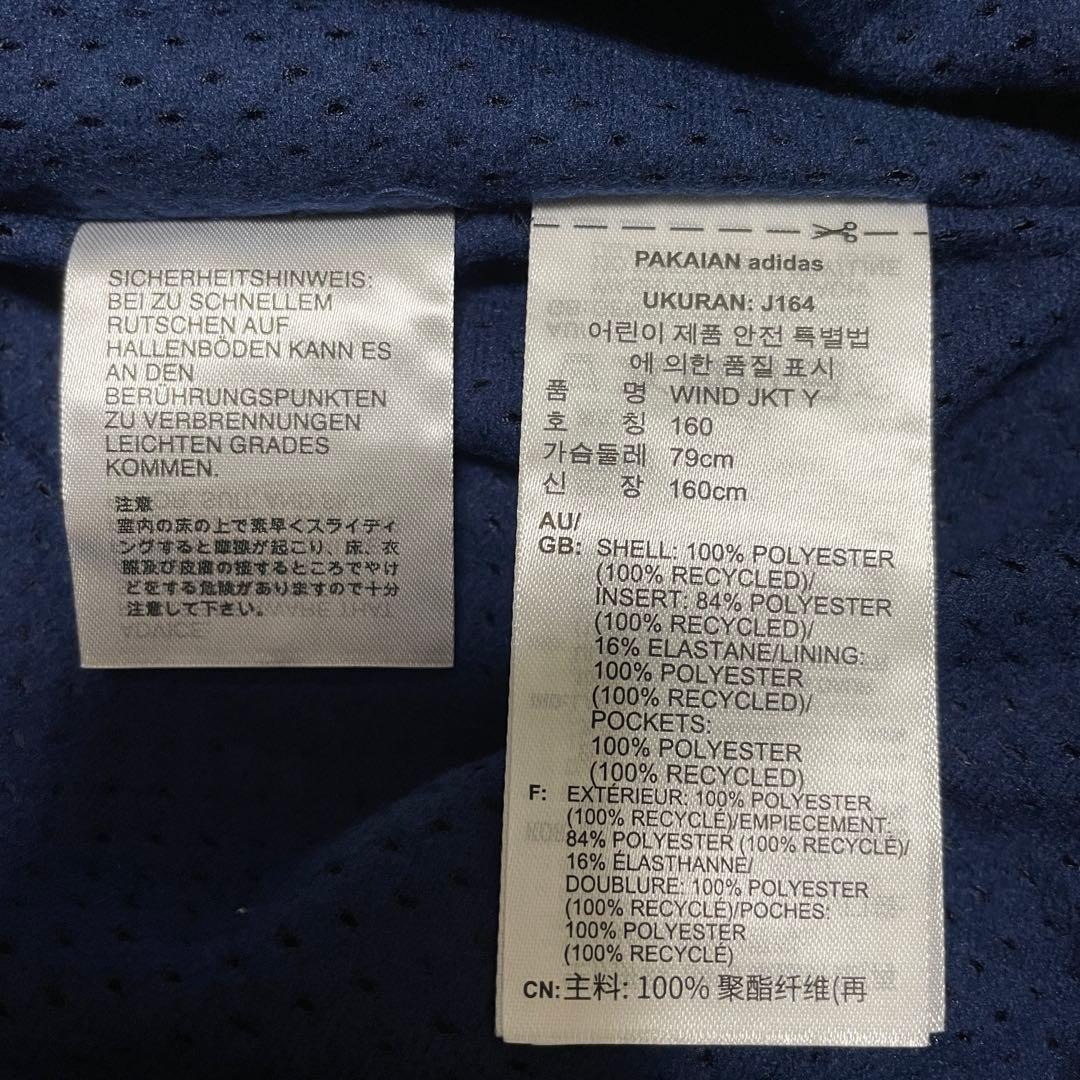 SICHERHEITSHINWEIS:
BEI ZU SCHNELLEM
RUTSCHEN AUF
HALLENBÖDEN KANN ES
AN DEN
BERÜHRUNGSPUNKTEN
ZU VERBRENNUNGEN
LEICHTEN GRADES
KOMMEN.
注意
室内の床の上で素早くスライディ
ングすると摩擦が起こり、床、衣
服及び皮膚の接するところでやけ
どをする危険がありますので十分
注意して下さい。
PAKAIAN adidas
UKURAN: J164
어린이 제품 안전 특별법
에 의한 품질 표시
품 명 WIND JKT Y
호 칭 160
가슴둘레 79cm
신 장 160cm
AU/
GB: SHELL: 100% POLYESTER
(100% RECYCLED)/
INSERT: 84% POLYESTER
(100% RECYCLED)/
16% ELASTANE/LINING:
100% POLYESTER
(100% RECYCLED)/
POCKETS:
100% POLYESTER
(100% RECYCLED)
F: EXTÉRIEUR: 100% POLYESTER
(100% RECYCLÉ)/EMPIECEMENT:
84% POLYESTER (100% RECYCLÉ)/
16% ÉLASTHANNE/
DOUBLURE: 100% POLYESTER
(100% RECYCLÉ)/POCHES:
100% POLYESTER
(100% RECYCLÉ)
CN: 主料: 100% 聚酯纤维(再